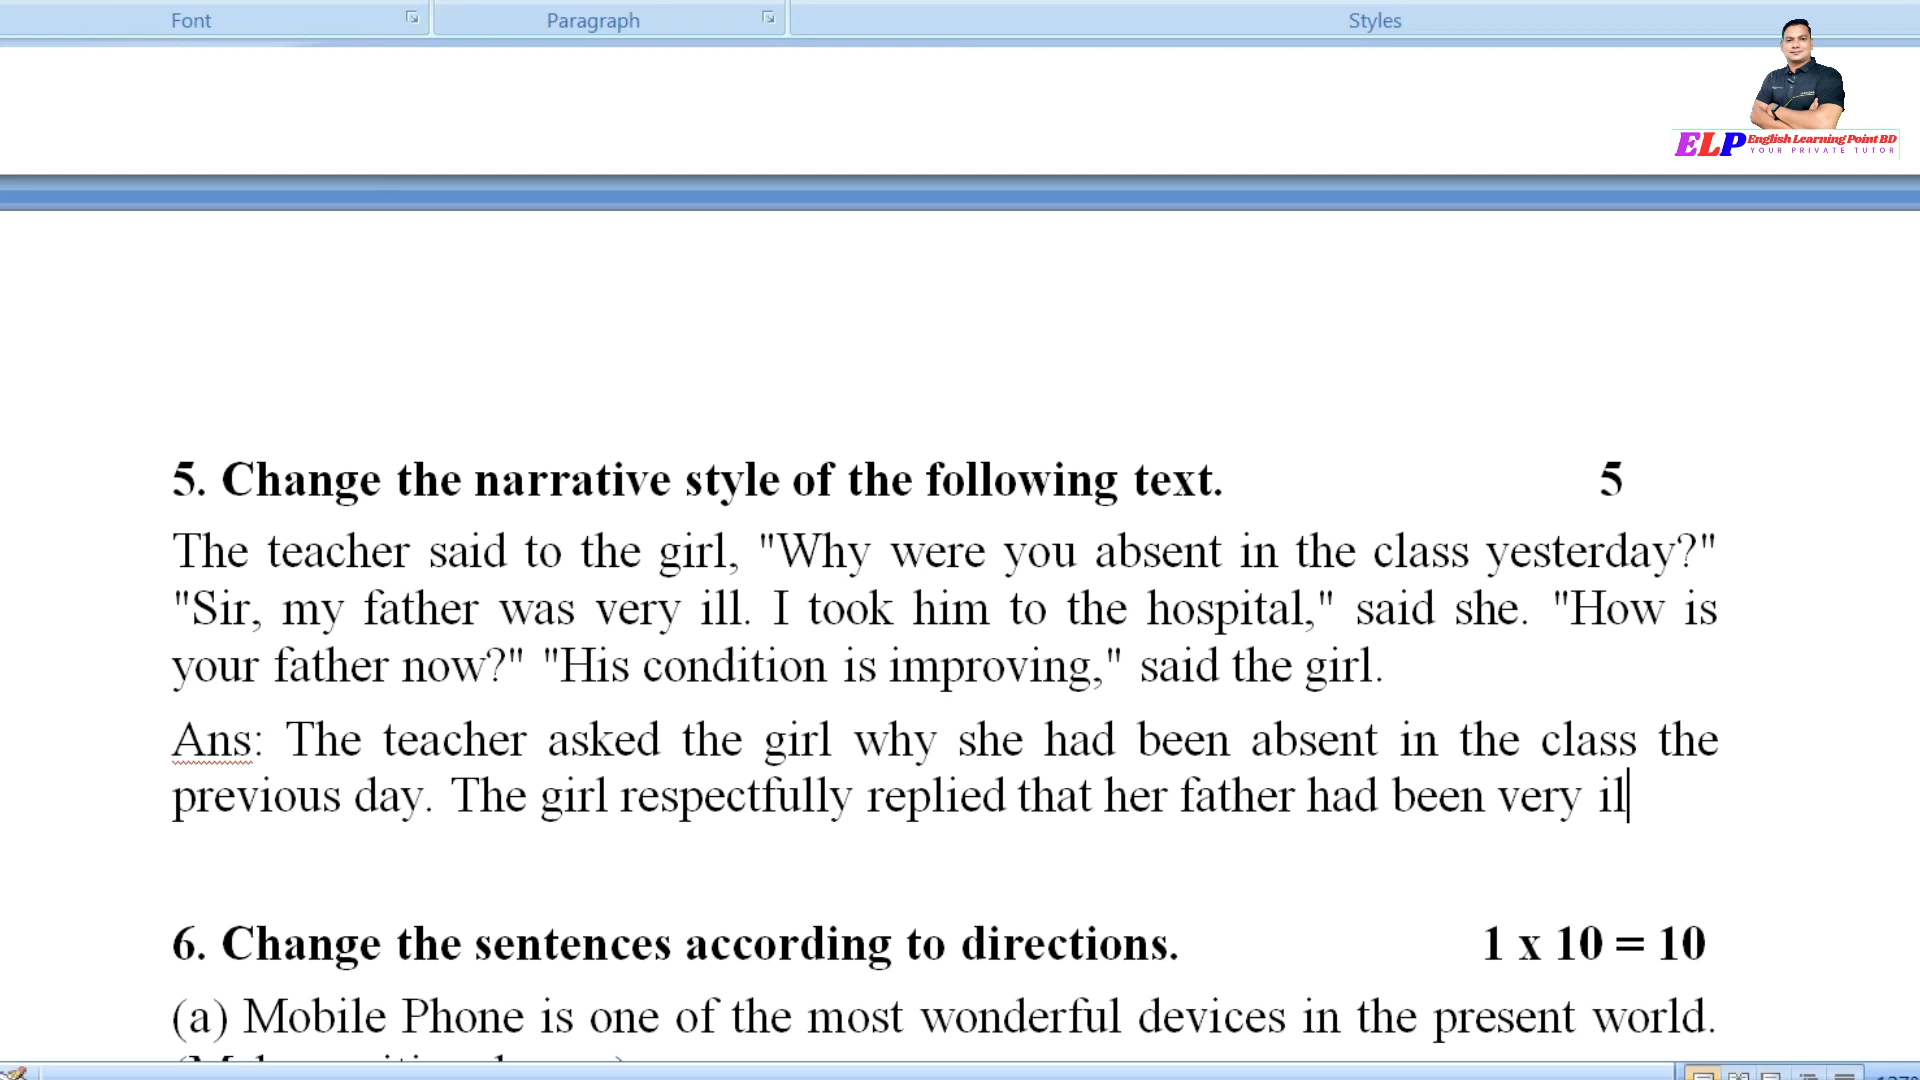 Font Paragraph Styles
ELP English Learning Point BD
YOUR PRIVATE TUTOR
5. Change the narrative style of the following text. 5
The teacher said to the girl, "Why were you absent in the class yesterday?"
"Sir, my father was very ill. I took him to the hospital," said she. "How is
your father now?" "His condition is improving," said the girl.
Ans: The teacher asked the girl why she had been absent in the class the
previous day. The girl respectfully replied that her father had been very il
6. Change the sentences according to directions. 1 x 10 = 10
(a) Mobile Phone is one of the most wonderful devices in the present world.